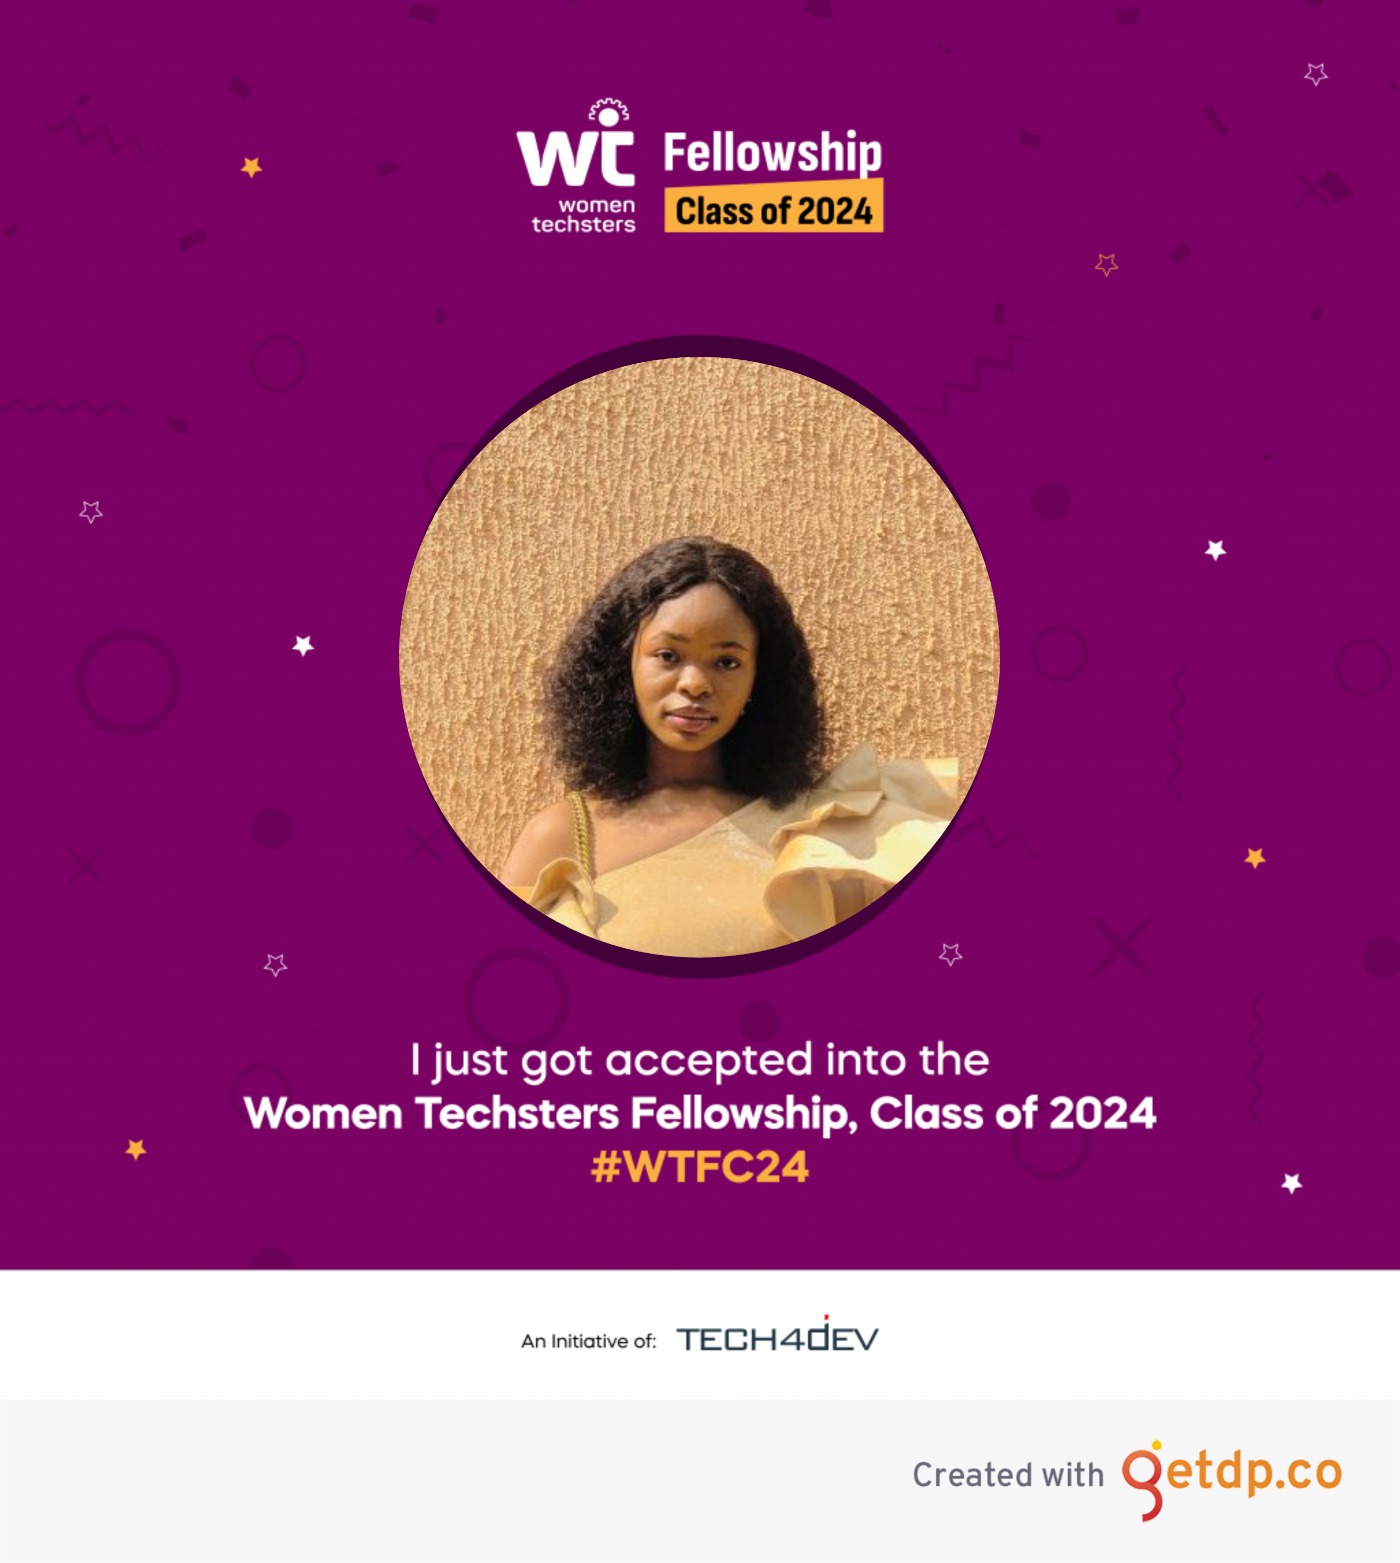 wt
women
techsters
Fellowship
Class of 2024
I just got accepted into the
Women Techsters Fellowship, Class of 2024
#WTFC24
An Initiative of: TECH4DEV
Created with getdp.co